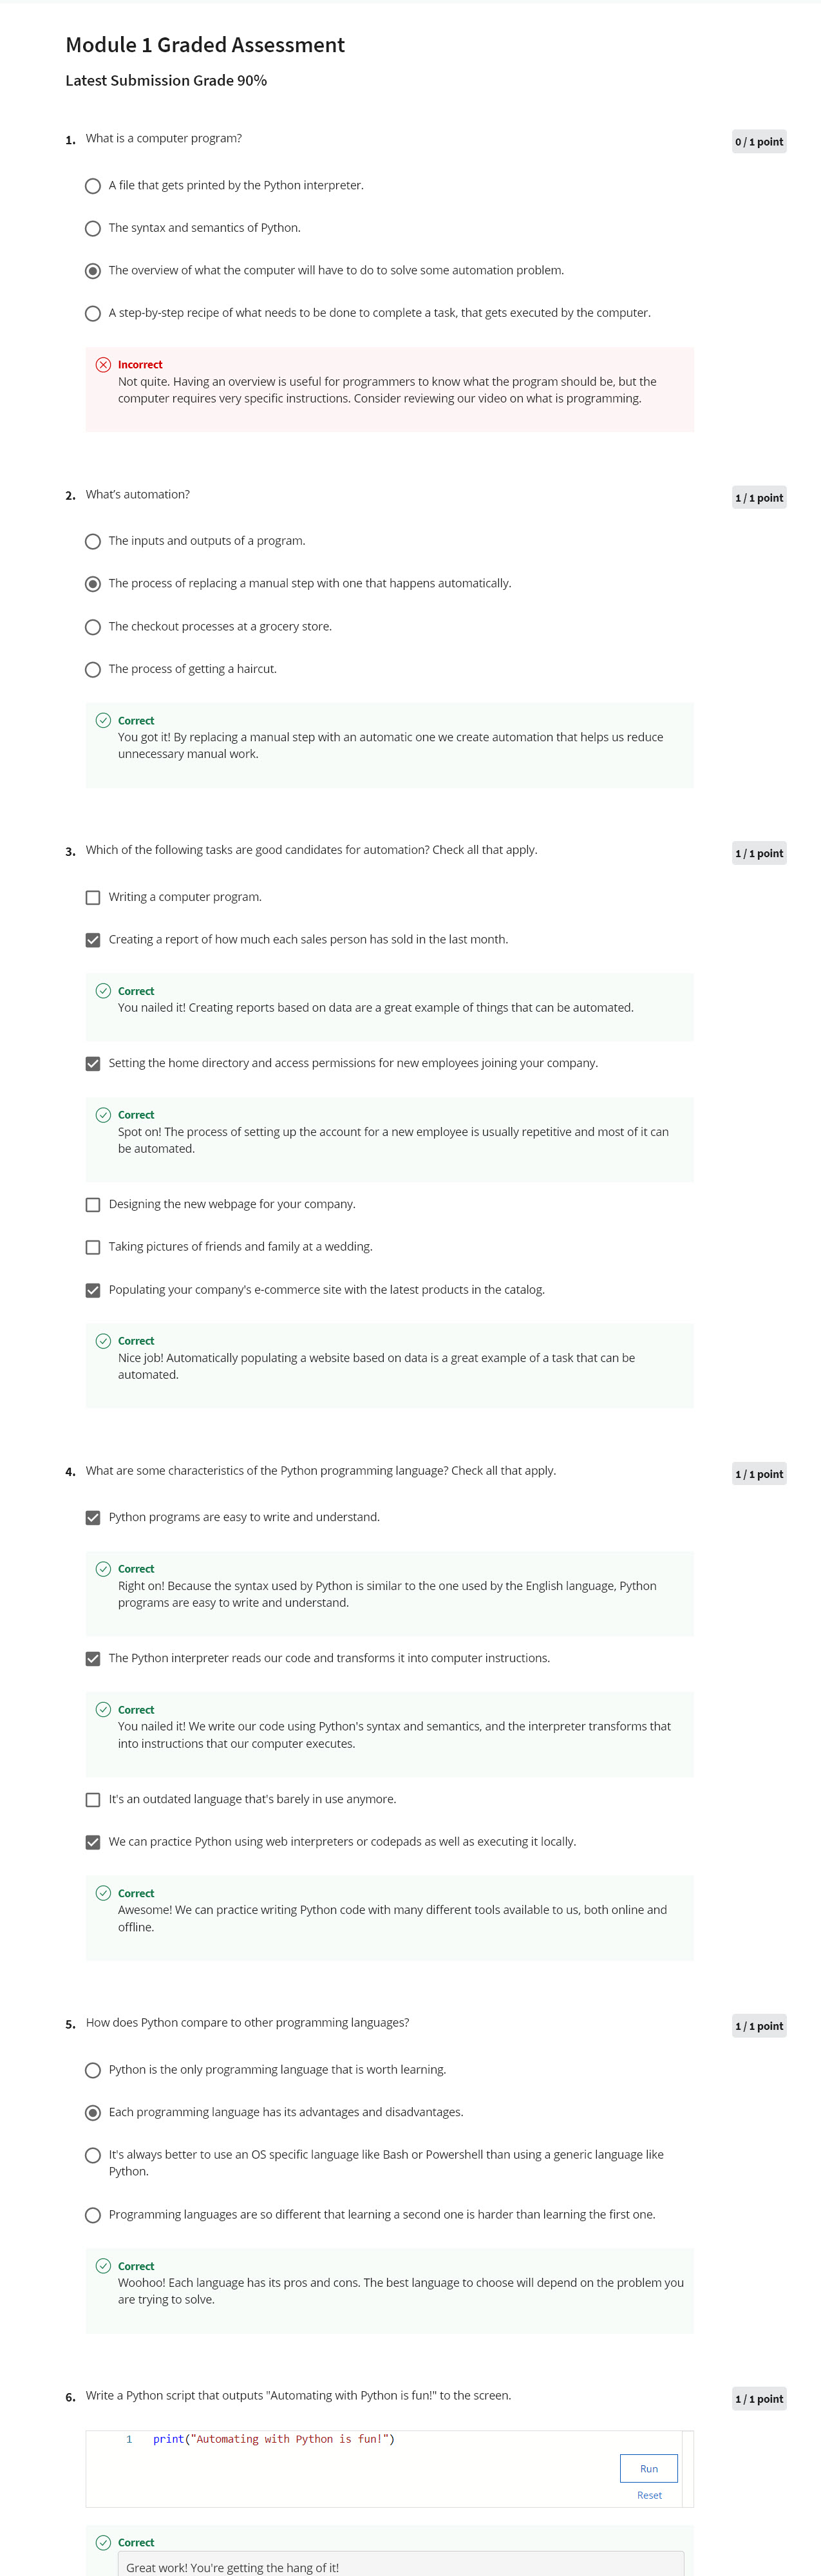 Module 1 Graded Assessment
Latest Submission Grade 90%
1. What is a computer program?
0 / 1 point
A file that gets printed by the Python interpreter.
The syntax and semantics of Python.
The overview of what the computer will have to do to solve some automation problem.
A step-by-step recipe of what needs to be done to complete a task, that gets executed by the computer.
Incorrect
Not quite. Having an overview is useful for programmers to know what the program should be, but the
computer requires very specific instructions. Consider reviewing our video on what is programming.
2. What's automation?
1 / 1 point
The inputs and outputs of a program.
The process of replacing a manual step with one that happens automatically.
The checkout processes at a grocery store.
The process of getting a haircut.
Correct
You got it! By replacing a manual step with an automatic one we create automation that helps us reduce
unnecessary manual work.
3. Which of the following tasks are good candidates for automation? Check all that apply.
1 / 1 point
Writing a computer program.
Creating a report of how much each sales person has sold in the last month.
Correct
You nailed it! Creating reports based on data are a great example of things that can be automated.
Setting the home directory and access permissions for new employees joining your company.
Correct
Spot on! The process of setting up the account for a new employee is usually repetitive and most of it can
be automated.
Designing the new webpage for your company.
Taking pictures of friends and family at a wedding.
Populating your company's e-commerce site with the latest products in the catalog.
Correct
Nice job! Automatically populating a website based on data is a great example of a task that can be
automated.
4. What are some characteristics of the Python programming language? Check all that apply.
1 / 1 point
Python programs are easy to write and understand.
Correct
Right on! Because the syntax used by Python is similar to the one used by the English language, Python
programs are easy to write and understand.
The Python interpreter reads our code and transforms it into computer instructions.
Correct
You nailed it! We write our code using Python's syntax and semantics, and the interpreter transforms that
into instructions that our computer executes.
It's an outdated language that's barely in use anymore.
We can practice Python using web interpreters or codepads as well as executing it locally.
Correct
Awesome! We can practice writing Python code with many different tools available to us, both online and
offline.
5. How does Python compare to other programming languages?
1 / 1 point
Python is the only programming language that is worth learning.
Each programming language has its advantages and disadvantages.
It's always better to use an OS specific language like Bash or Powershell than using a generic language like
Python.
Programming languages are so different that learning a second one is harder than learning the first one.
Correct
Woohoo! Each language has its pros and cons. The best language to choose will depend on the problem you
are trying to solve.
6. Write a Python script that outputs "Automating with Python is fun!" to the screen.
1 / 1 point
1 print("Automating with Python is fun!")
Run
Reset
Correct
Great work! You're getting the hang of it!